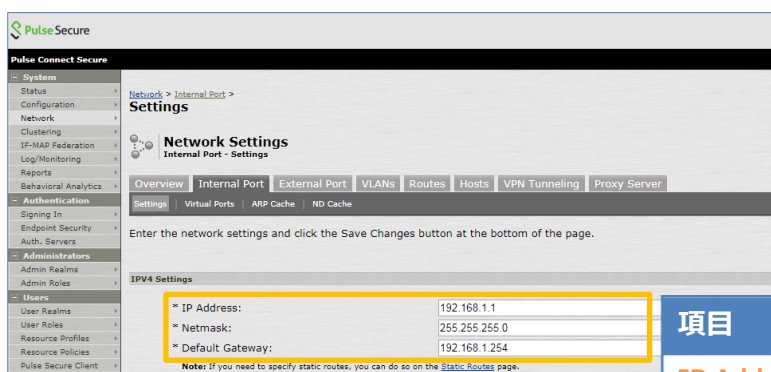 Pulse Secure
Pulse Connect Secure
System
Status
Configuration
Network
Clustering
IF-MAP Federation
Log/Monitoring
Reports
Behavioral Analytics
Authentication
Signing In
Endpoint Security
Auth. Servers
Administrators
Admin Realms
Admin Roles
Users
User Realms
User Roles
Resource Profiles
Resource Policies
Pulse Secure Client
Network > Internal Port >
Settings
Network Settings
Internal Port - Settings
Overview Internal Port External Port VLANs Routes Hosts VPN Tunneling Proxy Server
Settings | Virtual Ports | ARP Cache | ND Cache
Enter the network settings and click the Save Changes button at the bottom of the page.
IPV4 Settings
* IP Address: 192.168.1.1
* Netmask: 255.255.255.0
* Default Gateway: 192.168.1.254
Note: If you need to specify static routes, you can do so on the Static Routes page.
項目